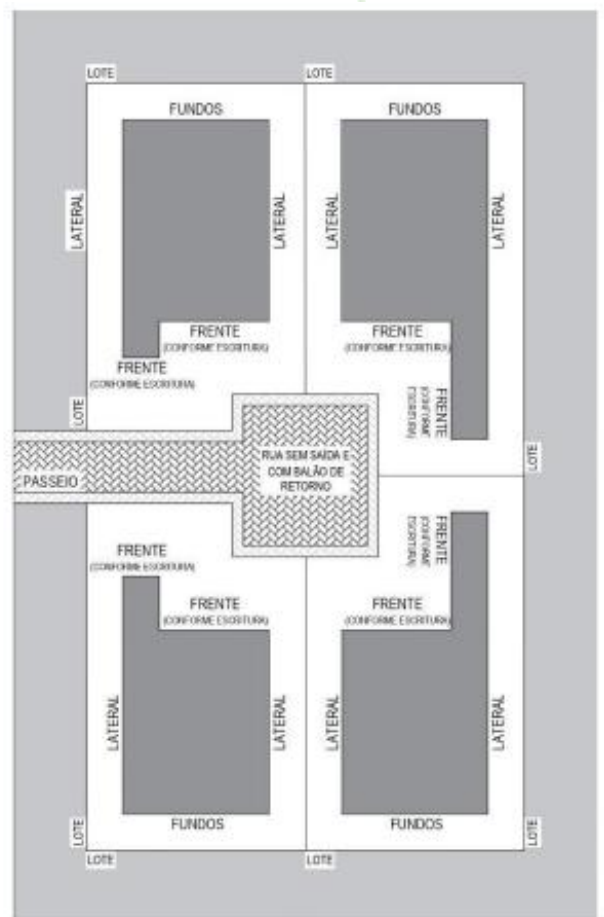 LOTE
LOTE
FUNDOS
FUNDOS
LATERAL
LATERAL
LATERAL
LATERAL
FRENTE
(CONFORME ESCRITURA)
FRENTE
(CONFORME ESCRITURA)
FRENTE
(CONFORME ESCRITURA)
FRENTE
(CONFORME
ESCRITURA)
LOTE
LOTE
RUA SEM SAÍDA E
COM BALÃO DE
RETORNO
PASSEIO
FRENTE
(CONFORME ESCRITURA)
FRENTE
(CONFORME
ESCRITURA)
FRENTE
(CONFORME ESCRITURA)
FRENTE
(CONFORME ESCRITURA)
LATERAL
LATERAL
LATERAL
LATERAL
FUNDOS
FUNDOS
LOTE
LOTE
LOTE
LOTE